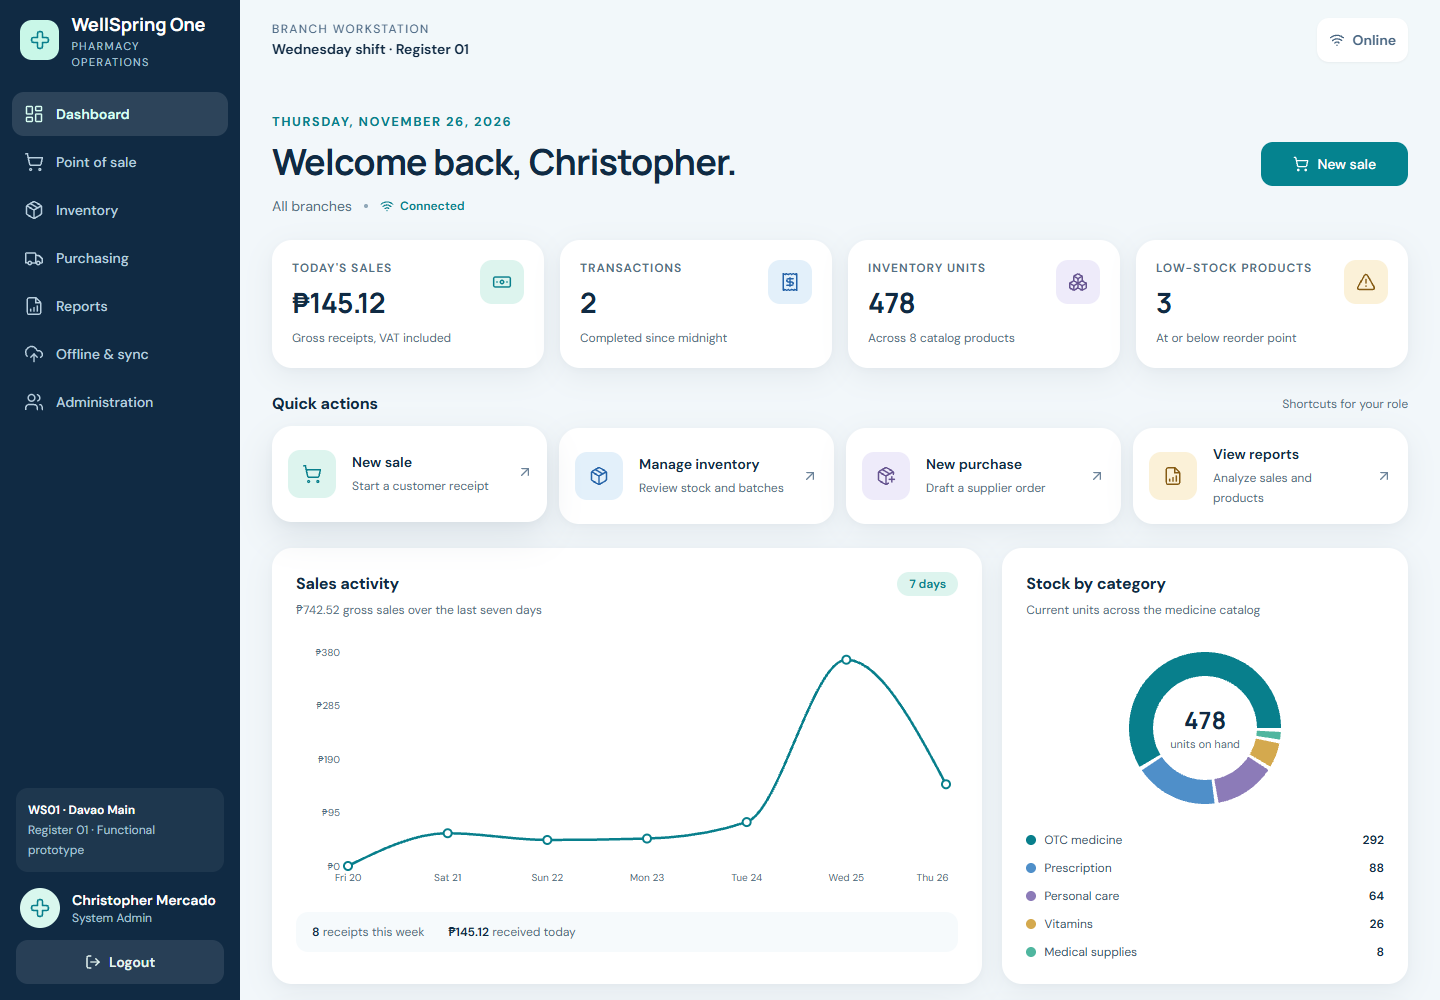 WellSpring One
PHARMACY
OPERATIONS
Dashboard
Point of sale
Inventory
Purchasing
Reports
Offline & sync
Administration
WS01 · Davao Main
Register 01 · Functional
prototype
Christopher Mercado
System Admin
Logout
BRANCH WORKSTATION
Wednesday shift · Register 01
Online
THURSDAY, NOVEMBER 26, 2026
Welcome back, Christopher.
New sale
All branches • Connected
TODAY'S SALES
₱145.12
Gross receipts, VAT included
TRANSACTIONS
2
Completed since midnight
INVENTORY UNITS
478
Across 8 catalog products
LOW-STOCK PRODUCTS
3
At or below reorder point
Quick actions
Shortcuts for your role
New sale
Start a customer receipt
Manage inventory
Review stock and batches
New purchase
Draft a supplier order
View reports
Analyze sales and
products
Sales activity
7 days
₱742.52 gross sales over the last seven days
₱380
₱285
₱190
₱95
₱0
Fri 20
Sat 21
Sun 22
Mon 23
Tue 24
Wed 25
Thu 26
8 receipts this week
₱145.12 received today
Stock by category
Current units across the medicine catalog
478
units on hand
OTC medicine 292
Prescription 88
Personal care 64
Vitamins 26
Medical supplies 8